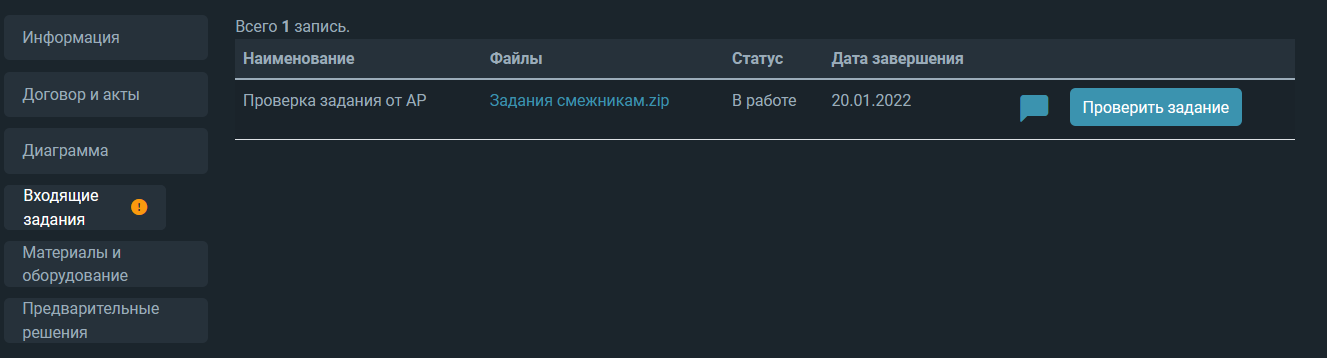 Информация
Договор и акты
Диаграмма
Входящие
задания
Материалы и
оборудование
Предварительные
решения
Всего 1 запись.
Наименование Файлы Статус Дата завершения
Проверка задания от АР Задания смежникам.zip В работе 20.01.2022 Проверить задание